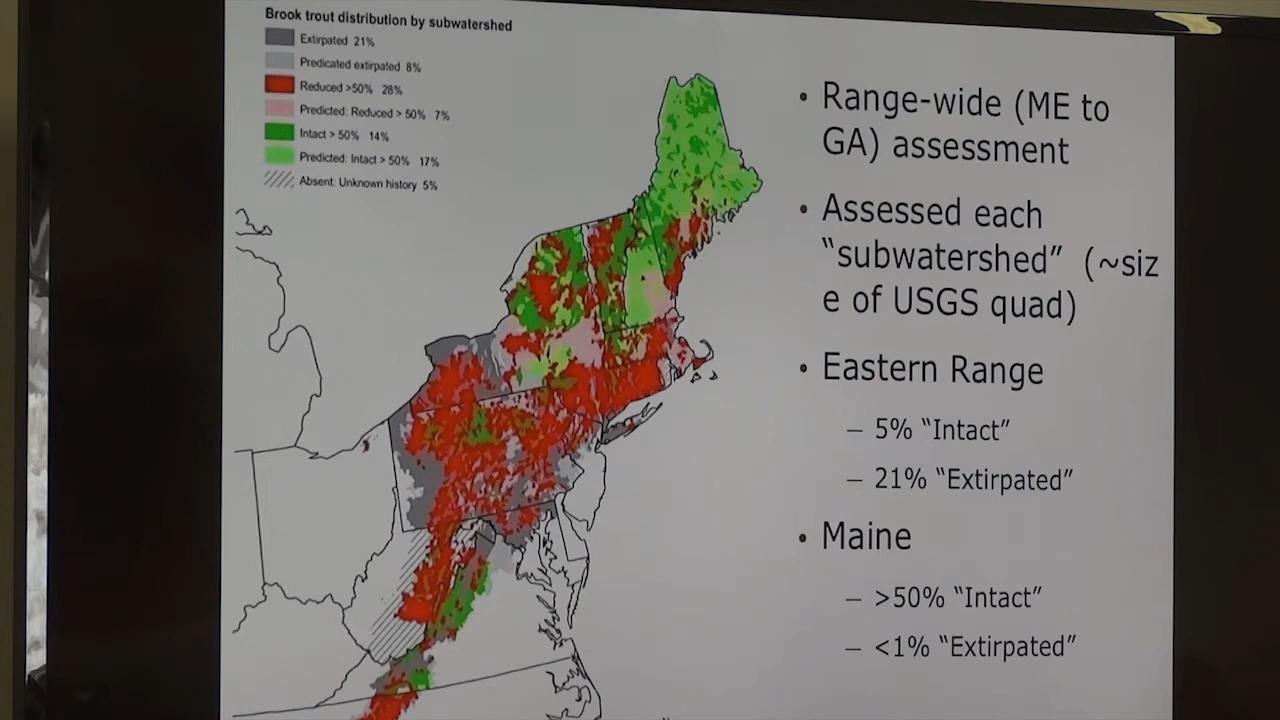 Brook trout distribution by subwatershed
Extirpated 21%
Predicated extirpated 8%
Reduced >50% 28%
Predicted: Reduced > 50% 7%
Intact > 50% 14%
Predicted: Intact > 50% 17%
Absent: Unknown history 5%
• Range-wide (ME to
GA) assessment
• Assessed each
“subwatershed” (~siz
e of USGS quad)
• Eastern Range
– 5% “Intact”
– 21% “Extirpated”
• Maine
– >50% “Intact”
– <1% “Extirpated”